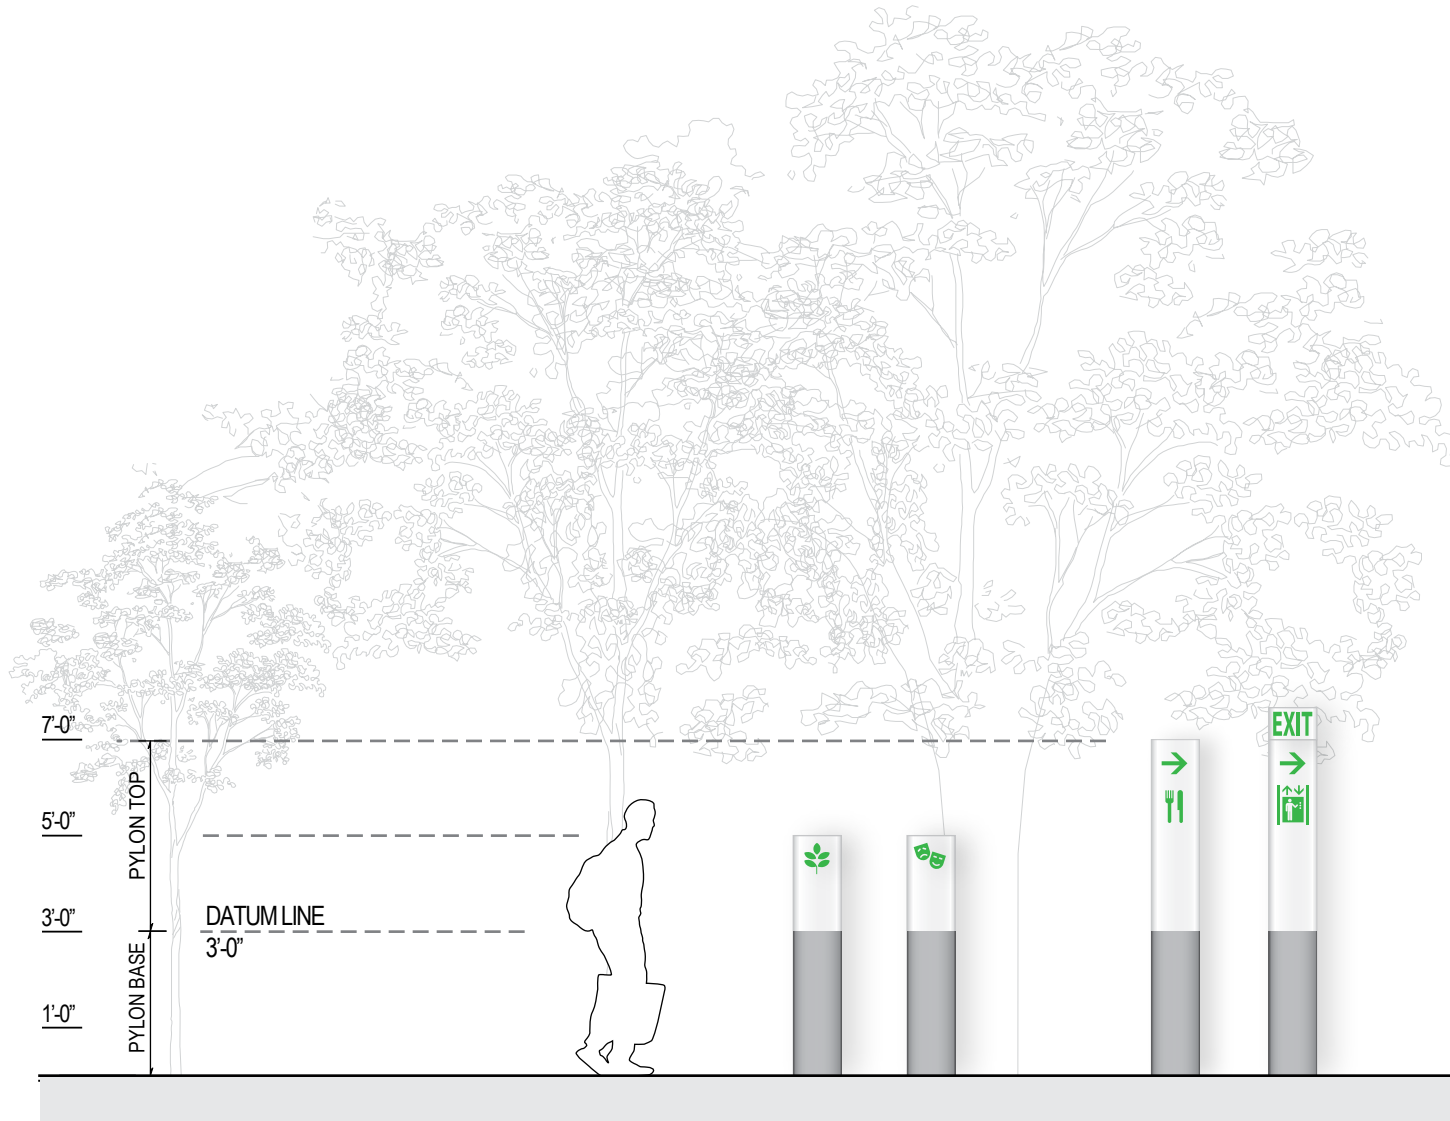 7'-0”
5'-0”
3'-0”
1'-0”
PYLON TOP
PYLON BASE
DATUM LINE
3'-0”
EXIT